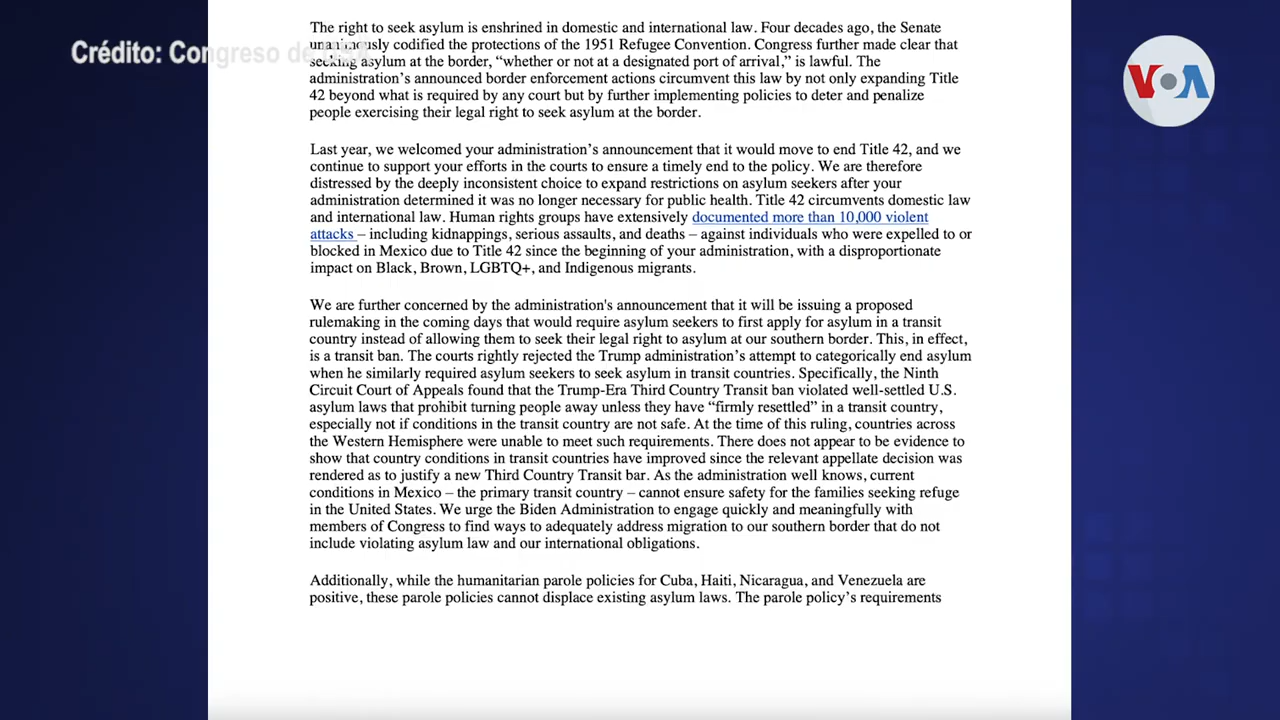 The right to seek asylum is enshrined in domestic and international law. Four decades ago, the Senate
unanimously codified the protections of the 1951 Refugee Convention. Congress further made clear that
seeking asylum at the border, “whether or not at a designated port of arrival,” is lawful. The
administration’s announced border enforcement actions circumvent this law by not only expanding Title
42 beyond what is required by any court but by further implementing policies to deter and penalize
people exercising their legal right to seek asylum at the border.
Last year, we welcomed your administration’s announcement that it would move to end Title 42, and we
continue to support your efforts in the courts to ensure a timely end to the policy. We are therefore
distressed by the deeply inconsistent choice to expand restrictions on asylum seekers after your
administration determined it was no longer necessary for public health. Title 42 circumvents domestic law
and international law. Human rights groups have extensively documented more than 10,000 violent
attacks – including kidnappings, serious assaults, and deaths – against individuals who were expelled to or
blocked in Mexico due to Title 42 since the beginning of your administration, with a disproportionate
impact on Black, Brown, LGBTQ+, and Indigenous migrants.
We are further concerned by the administration's announcement that it will be issuing a proposed
rulemaking in the coming days that would require asylum seekers to first apply for asylum in a transit
country instead of allowing them to seek their legal right to asylum at our southern border. This, in effect,
is a transit ban. The courts rightly rejected the Trump administration’s attempt to categorically end asylum
when he similarly required asylum seekers to seek asylum in transit countries. Specifically, the Ninth
Circuit Court of Appeals found that the Trump-Era Third Country Transit ban violated well-settled U.S.
asylum laws that prohibit turning people away unless they have “firmly resettled” in a transit country,
especially not if conditions in the transit country are not safe. At the time of this ruling, countries across
the Western Hemisphere were unable to meet such requirements. There does not appear to be evidence to
show that country conditions in transit countries have improved since the relevant appellate decision was
rendered as to justify a new Third Country Transit bar. As the administration well knows, current
conditions in Mexico – the primary transit country – cannot ensure safety for the families seeking refuge
in the United States. We urge the Biden Administration to engage quickly and meaningfully with
members of Congress to find ways to adequately address migration to our southern border that do not
include violating asylum law and our international obligations.
Additionally, while the humanitarian parole policies for Cuba, Haiti, Nicaragua, and Venezuela are
positive, these parole policies cannot displace existing asylum laws. The parole policy’s requirements
Crédito: Congreso de
VOA